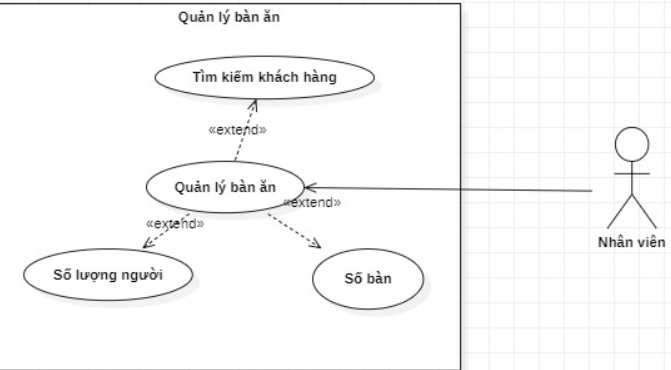 Quản lý bàn ăn
Tìm kiếm khách hàng
«extend»
Quản lý bàn ăn
«extend»
«extend»
Nhân viên
Số lượng người
Số bàn